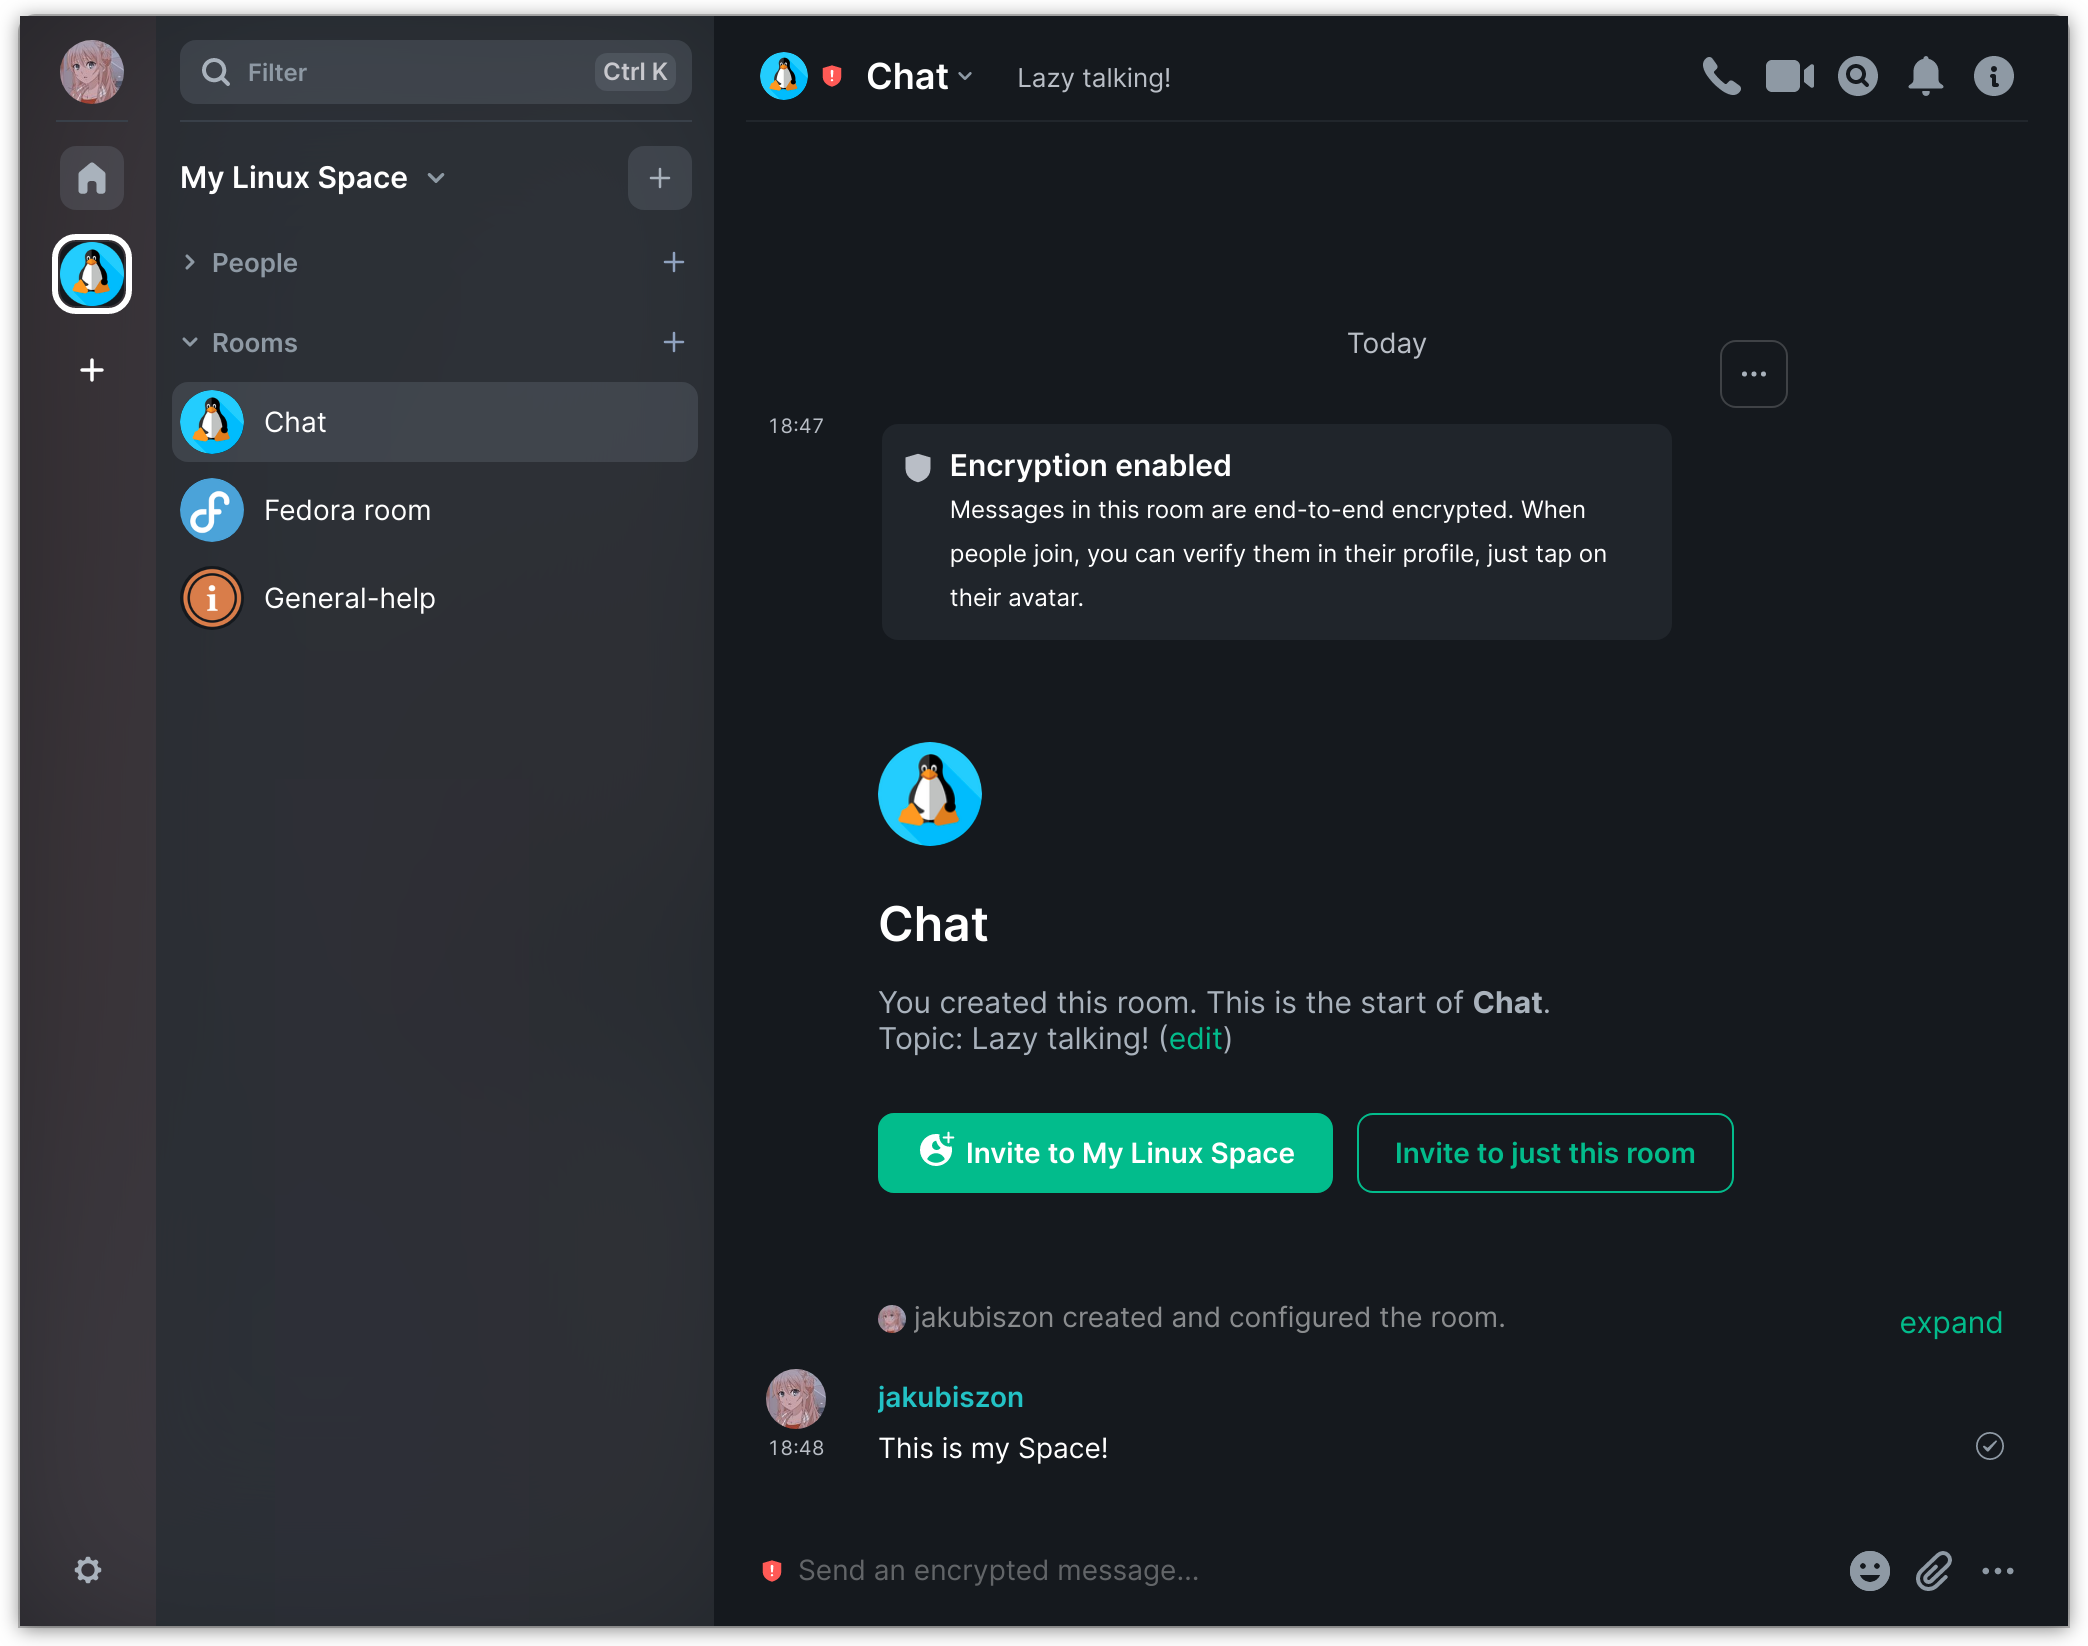 Filter
Ctrl K
My Linux Space
People
Rooms
Chat
Fedora room
General-help
Chat
Lazy talking!
Today
18:47
Encryption enabled
Messages in this room are end-to-end encrypted. When
people join, you can verify them in their profile, just tap on
their avatar.
Chat
You created this room. This is the start of Chat.
Topic: Lazy talking! (edit)
Invite to My Linux Space
Invite to just this room
jakubiszon created and configured the room.
expand
jakubiszon
18:48
This is my Space!
Send an encrypted message...